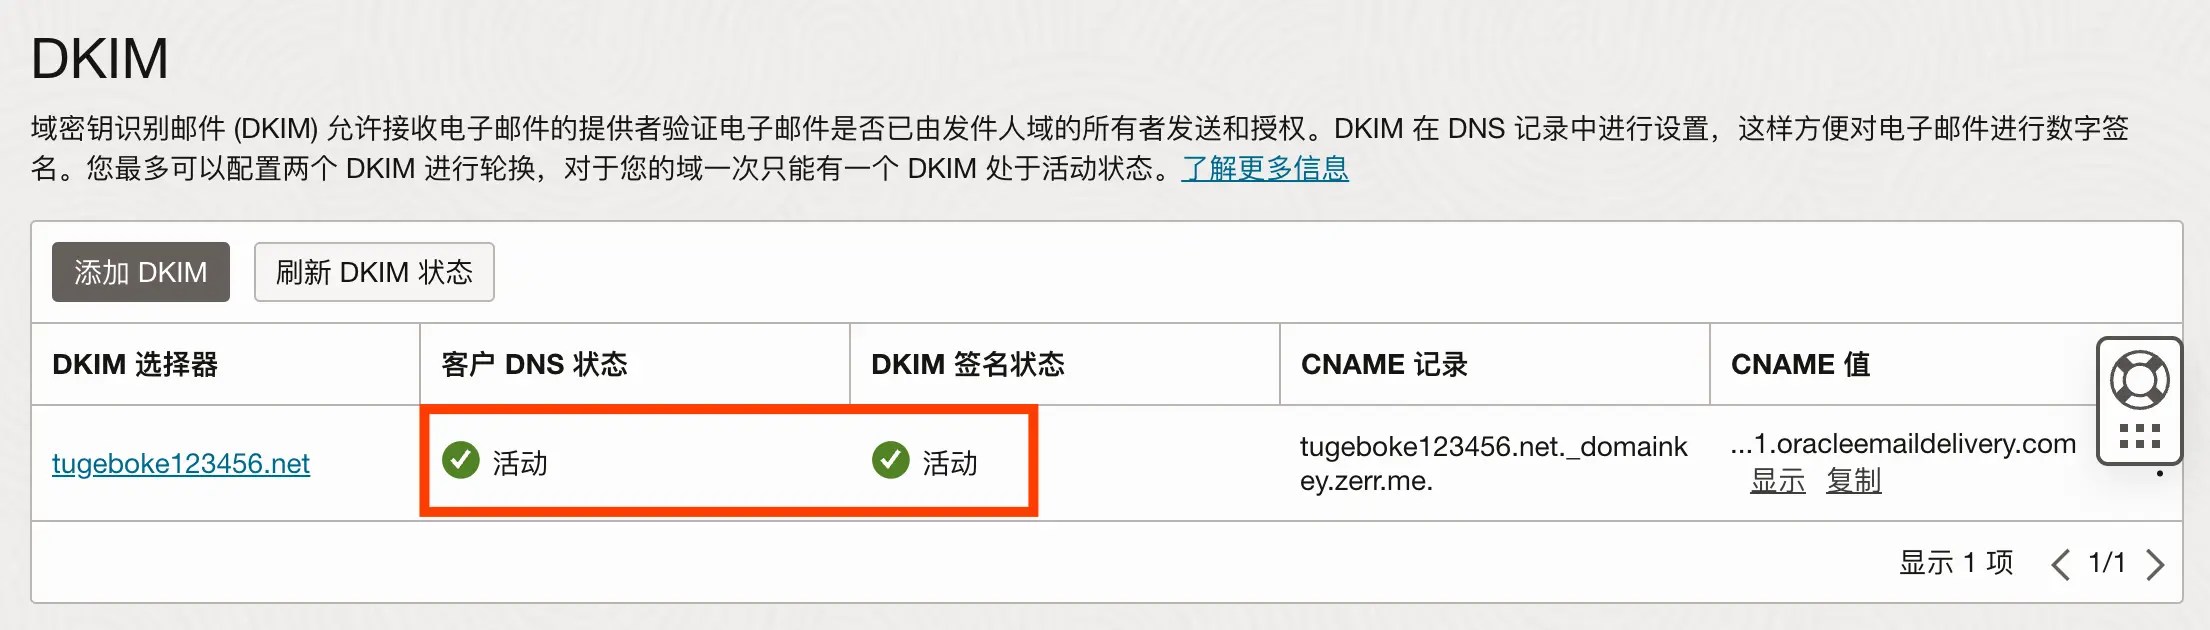 DKIM
域密钥识别邮件 (DKIM) 允许接收电子邮件的提供者验证电子邮件是否已由发件人域的所有者发送和授权。DKIM 在 DNS 记录中进行设置，这样方便对电子邮件进行数字签
名。您最多可以配置两个 DKIM 进行轮换，对于您的域一次只能有一个 DKIM 处于活动状态。了解更多信息
添加 DKIM 刷新 DKIM 状态
DKIM 选择器 客户 DNS 状态 DKIM 签名状态 CNAME 记录 CNAME 值
tugeboke123456.net 活动 活动 tugeboke123456.net._domaink ...1.oracleemaildelivery.com
ey.zerr.me. 显示 复制
显示 1 项 1/1